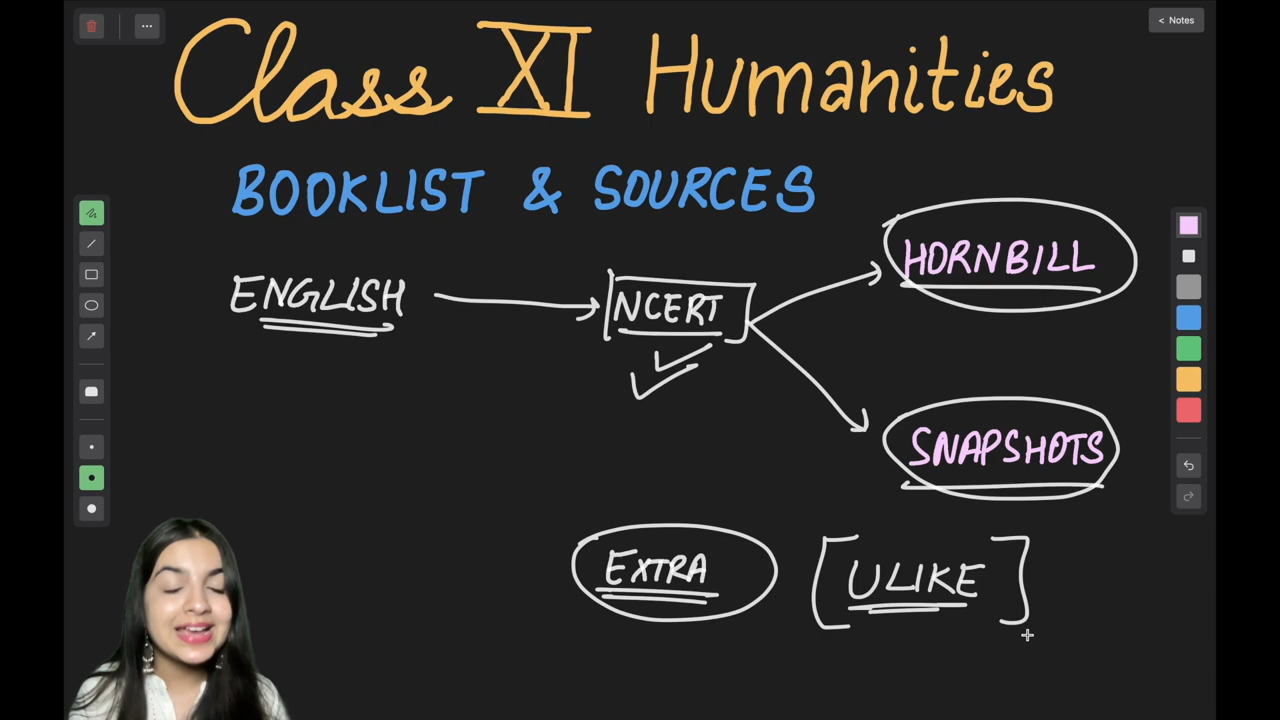 < Notes
Class XI Humanities
BOOKLIST & SOURCES
ENGLISH
NCERT
HORNBILL
SNAPSHOTS
EXTRA
[ULIKE]